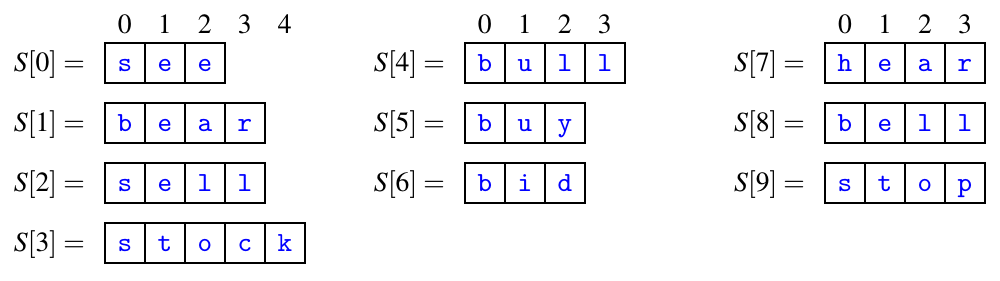 0 1 2 3 4
S[0] = s e e
S[1] = b e a r
S[2] = s e l l
S[3] = s t o c k
0 1 2 3
S[4] = b u l l
S[5] = b u y
S[6] = b i d
0 1 2 3
S[7] = h e a r
S[8] = b e l l
S[9] = s t o p